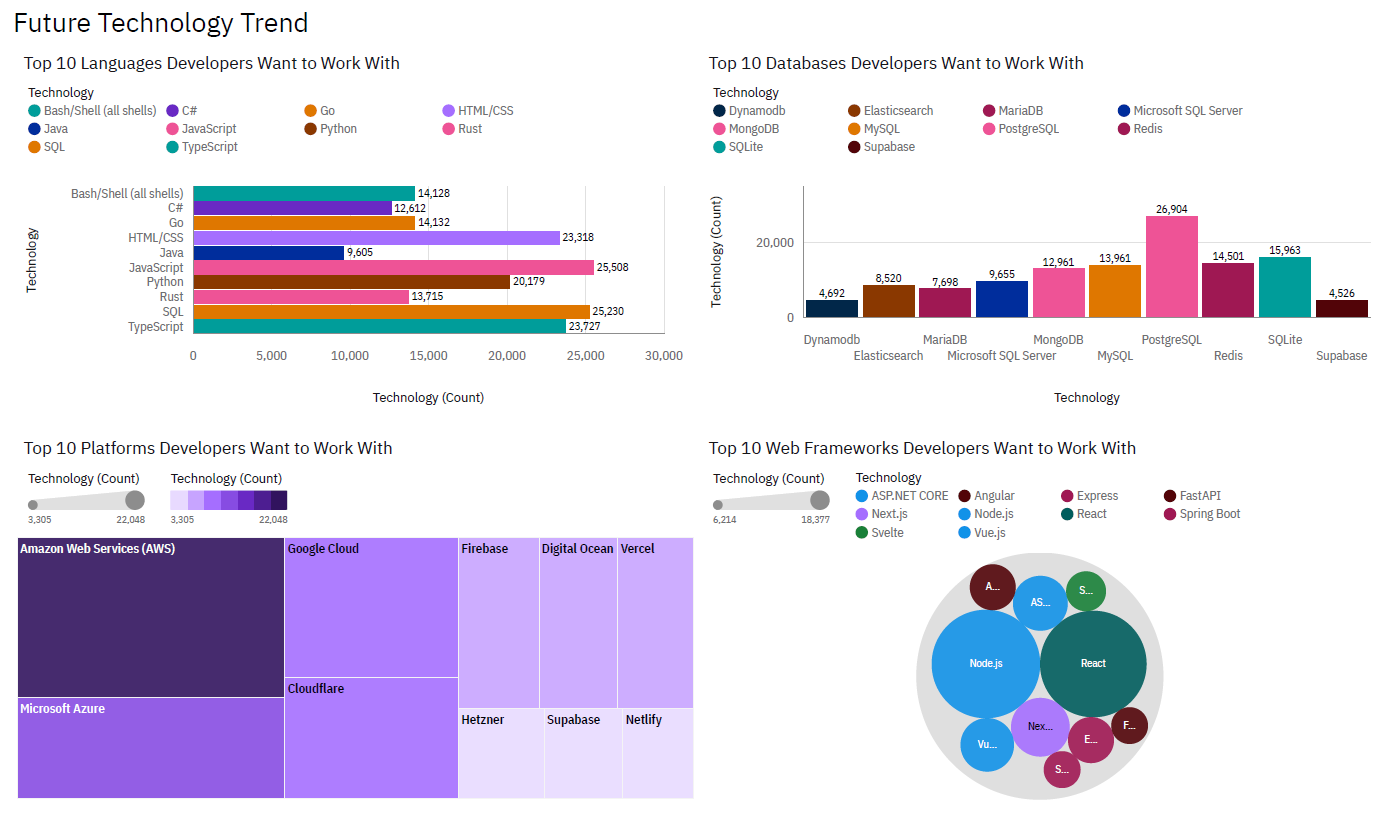 Future Technology Trend
Top 10 Languages Developers Want to Work With
Technology
Bash/Shell (all shells) C# Go HTML/CSS
Java JavaScript Python Rust
SQL TypeScript
Technology
Bash/Shell (all shells) 14,128
C# 12,612
Go 14,132
HTML/CSS 23,318
Java 9,605
JavaScript 25,508
Python 20,179
Rust 13,715
SQL 25,230
TypeScript 23,727
0 5,000 10,000 15,000 20,000 25,000 30,000
Technology (Count)
Top 10 Databases Developers Want to Work With
Technology
Dynamodb Elasticsearch MariaDB Microsoft SQL Server
MongoDB MySQL PostgreSQL Redis
SQLite Supabase
Technology (Count)
20,000
0
4,692 8,520 7,698 9,655 12,961 13,961 26,904 14,501 15,963 4,526
Dynamodb MariaDB MongoDB PostgreSQL SQLite
Elasticsearch Microsoft SQL Server MySQL Redis Supabase
Technology
Top 10 Platforms Developers Want to Work With
Technology (Count) Technology (Count)
3,305 22,048 3,305 22,048
Amazon Web Services (AWS) Google Cloud Firebase Digital Ocean Vercel
Cloudflare
Microsoft Azure Hetzner Supabase Netlify
Top 10 Web Frameworks Developers Want to Work With
Technology (Count)
6,214 18,377
Technology
ASP.NET CORE Angular Express FastAPI
Next.js Node.js React Spring Boot
Svelte Vue.js
A... AS... S...
Node.js React
Nex... F...
Vu... E...
S...